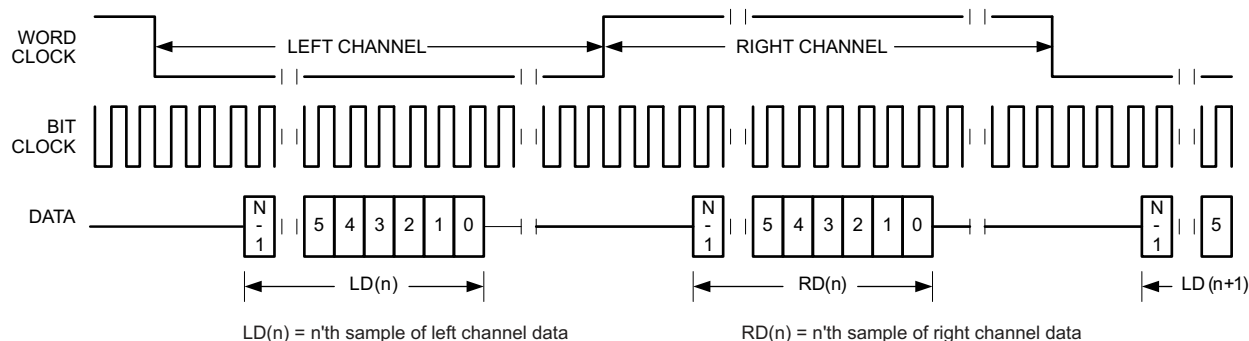 WORD
CLOCK
LEFT CHANNEL
RIGHT CHANNEL
BIT
CLOCK
DATA
N
-
1
5 4 3 2 1 0
N
-
1
5 4 3 2 1 0
N
-
1
5
LD(n)
RD(n)
LD (n+1)
LD(n) = n'th sample of left channel data
RD(n) = n'th sample of right channel data